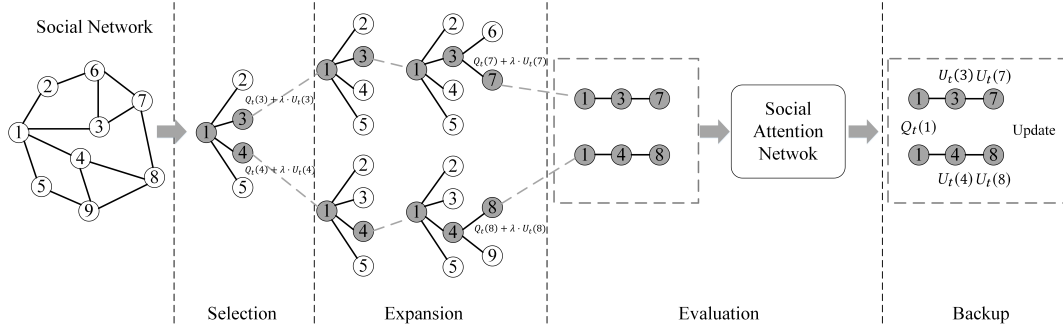 Social Network
1
2
6
7
3
4
5
8
9
Selection
1
2
3
4
5
Q_t(3) + λ · U_t(3)
Q_t(4) + λ · U_t(4)
Expansion
1
2
3
4
5
1
2
3
4
5
6
7
Q_t(7) + λ · U_t(7)
1
2
3
4
5
1
2
3
4
5
8
9
Q_t(8) + λ · U_t(8)
Evaluation
1 3 7
1 4 8
Social
Attention
Netwok
Backup
U_t(3) U_t(7)
1 3 7
Q_t(1)
Update
1 4 8
U_t(4) U_t(8)